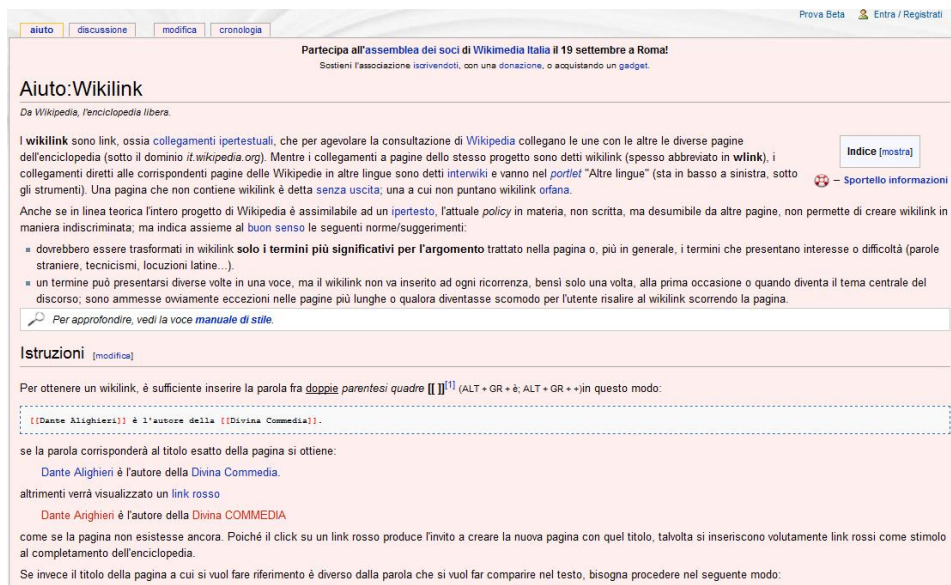 Prova Beta Entra / Registrati
aiuto discussione modifica cronologia
Partecipa all'assemblea dei soci di Wikimedia Italia il 19 settembre a Roma!
Sostieni l'associazione iscrivendoti, con una donazione, o acquistando un gadget.
Aiuto:Wikilink
Da Wikipedia, l'enciclopedia libera.
I wikilink sono link, ossia collegamenti ipertestuali, che per agevolare la consultazione di Wikipedia collegano le une con le altre le diverse pagine
dell'enciclopedia (sotto il dominio it.wikipedia.org). Mentre i collegamenti a pagine dello stesso progetto sono detti wikilink (spesso abbreviato in wlink), i
collegamenti diretti alle corrispondenti pagine delle Wikipedie in altre lingue sono detti interwiki e vanno nel portlet "Altre lingue" (sta in basso a sinistra, sotto
gli strumenti). Una pagina che non contiene wikilink è detta senza uscita; una a cui non puntano wikilink orfana.
Indice [mostra]
– Sportello informazioni
Anche se in linea teorica l'intero progetto di Wikipedia è assimilabile ad un ipertesto, l'attuale policy in materia, non scritta, ma desumibile da altre pagine, non permette di creare wikilink in
maniera indiscriminata; ma indica assieme al buon senso le seguenti norme/suggerimenti:
dovrebbero essere trasformati in wikilink solo i termini più significativi per l'argomento trattato nella pagina o, più in generale, i termini che presentano interesse o difficoltà (parole
straniere, tecnicismi, locuzioni latine...).
un termine può presentarsi diverse volte in una voce, ma il wikilink non va inserito ad ogni ricorrenza, bensì solo una volta, alla prima occasione o quando diventa il tema centrale del
discorso; sono ammesse ovviamente eccezioni nelle pagine più lunghe o qualora diventasse scomodo per l'utente risalire al wikilink scorrendo la pagina.
Per approfondire, vedi la voce manuale di stile.
Istruzioni [modifica]
Per ottenere un wikilink, è sufficiente inserire la parola fra doppie parentesi quadre [[ ]][1] (ALT + GR + è; ALT + GR + +)in questo modo:
[[Dante Alighieri]] è l'autore della [[Divina Commedia]].
se la parola corrisponderà al titolo esatto della pagina si ottiene:
Dante Alighieri è l'autore della Divina Commedia.
altrimenti verrà visualizzato un link rosso
Dante Arighieri è l'autore della Divina COMMEDIA
come se la pagina non esistesse ancora. Poiché il click su un link rosso produce l'invito a creare la nuova pagina con quel titolo, talvolta si inseriscono volutamente link rossi come stimolo
al completamento dell'enciclopedia.
Se invece il titolo della pagina a cui si vuol fare riferimento è diverso dalla parola che si vuol far comparire nel testo, bisogna procedere nel seguente modo: